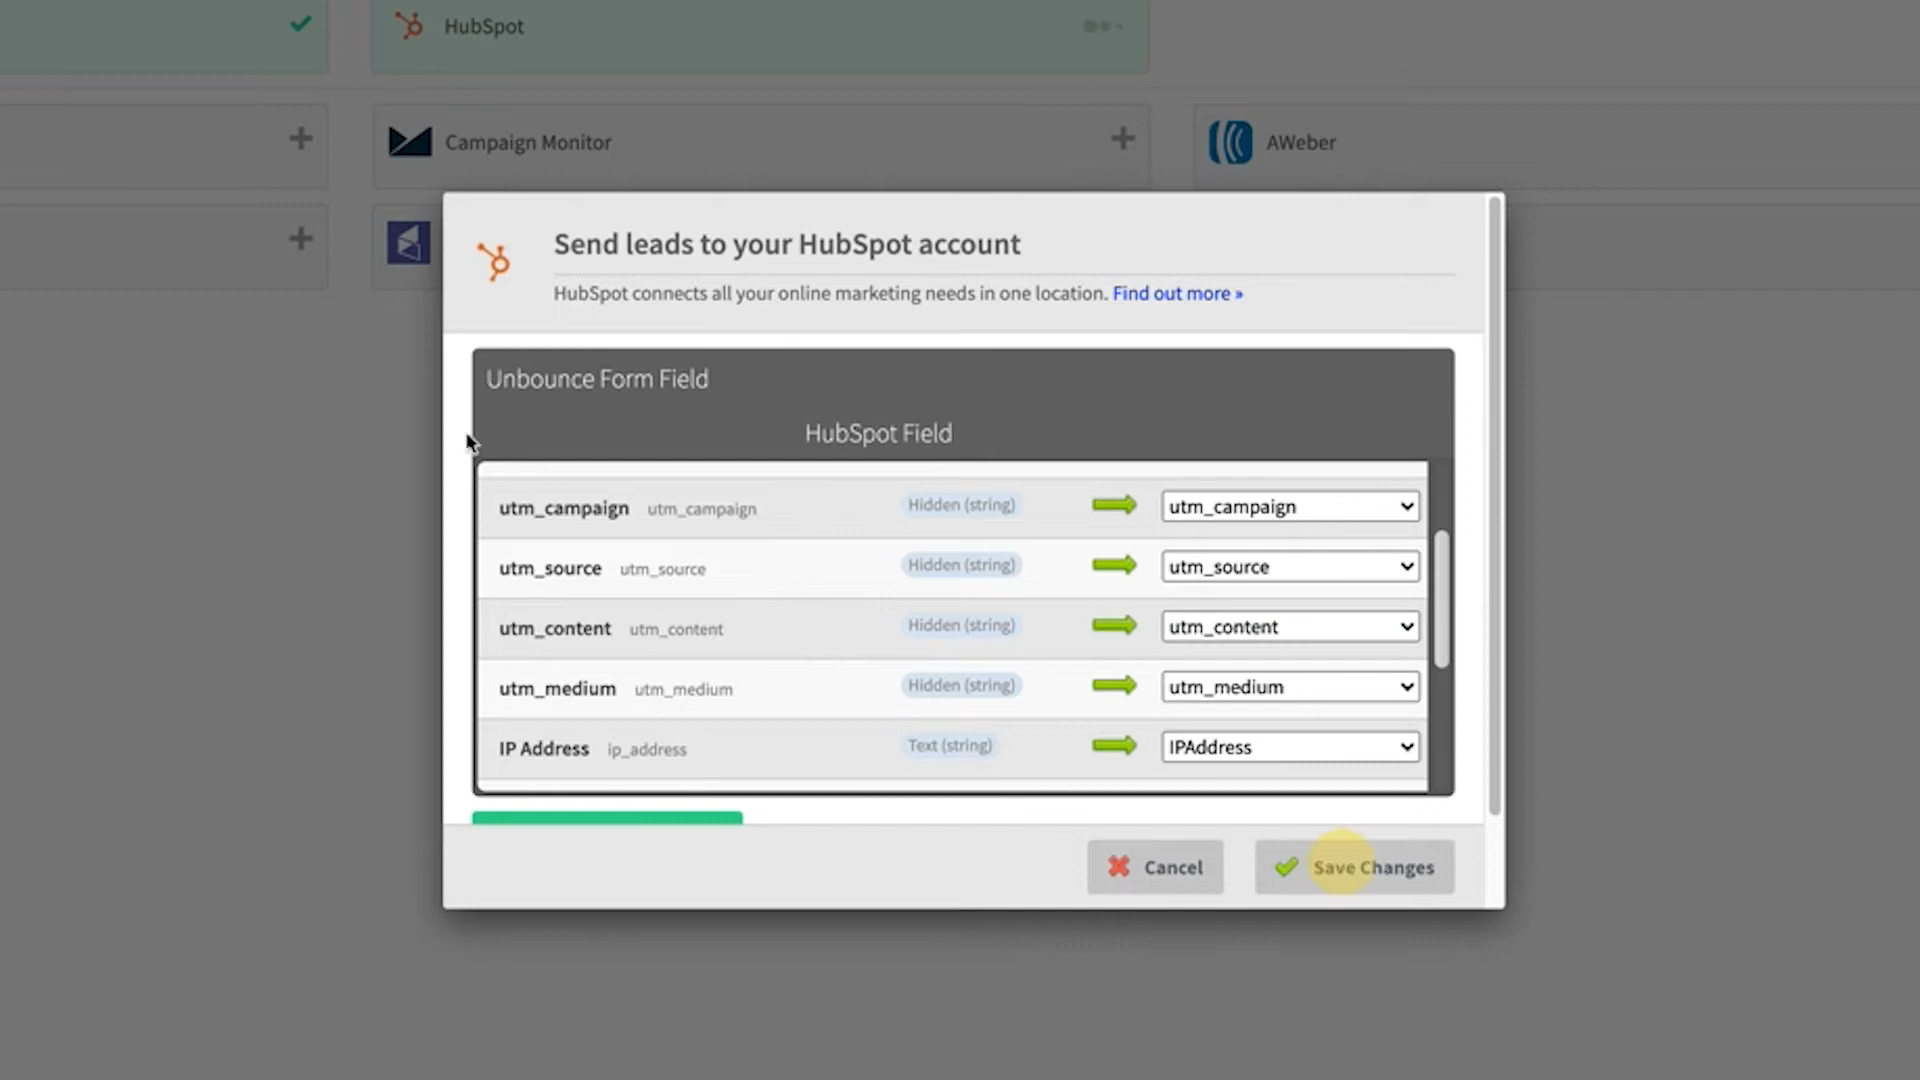 HubSpot
Campaign Monitor
AWeber
Send leads to your HubSpot account
HubSpot connects all your online marketing needs in one location. Find out more »
Unbounce Form Field
HubSpot Field
utm_campaign utm_campaign Hidden (string) utm_campaign
utm_source utm_source Hidden (string) utm_source
utm_content utm_content Hidden (string) utm_content
utm_medium utm_medium Hidden (string) utm_medium
IP Address ip_address Text (string) IPAddress
Cancel Save Changes